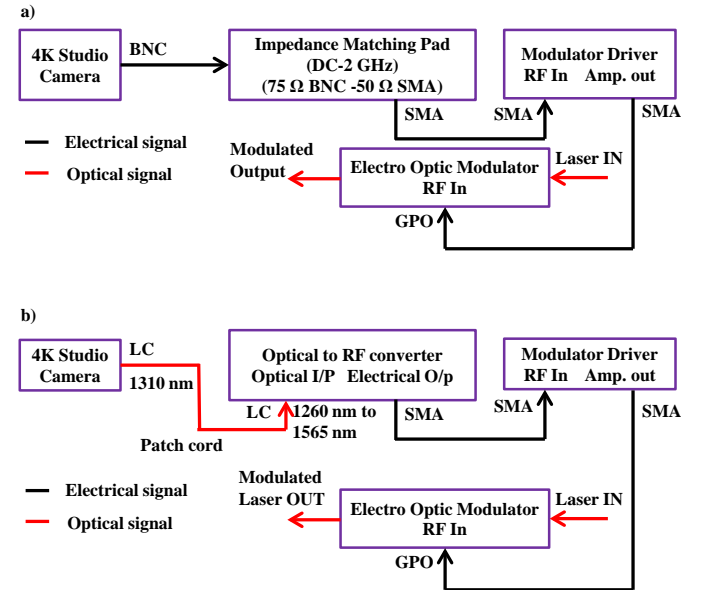 a)
4K Studio
Camera
BNC
Impedance Matching Pad
(DC-2 GHz)
(75 Ω BNC -50 Ω SMA)
Modulator Driver
RF In Amp. out
SMA
SMA
SMA
Electrical signal
Optical signal
Modulated
Output
Electro Optic Modulator
RF In
Laser IN
GPO
b)
4K Studio
Camera
LC
1310 nm
Patch cord
Optical to RF converter
Optical I/P Electrical O/p
LC
1260 nm to
1565 nm
SMA
Modulator Driver
RF In Amp. out
SMA
SMA
Electrical signal
Optical signal
Modulated
Laser OUT
Electro Optic Modulator
RF In
Laser IN
GPO